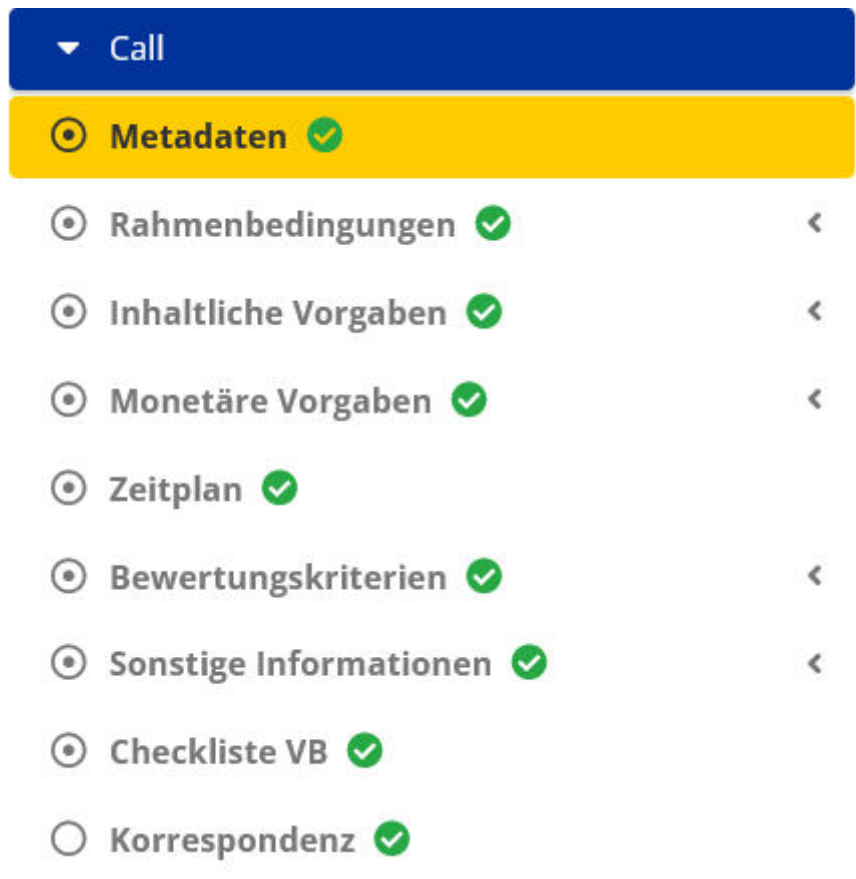 Call
Metadaten
Rahmenbedingungen
Inhaltliche Vorgaben
Monetäre Vorgaben
Zeitplan
Bewertungskriterien
Sonstige Informationen
Checkliste VB
Korrespondenz